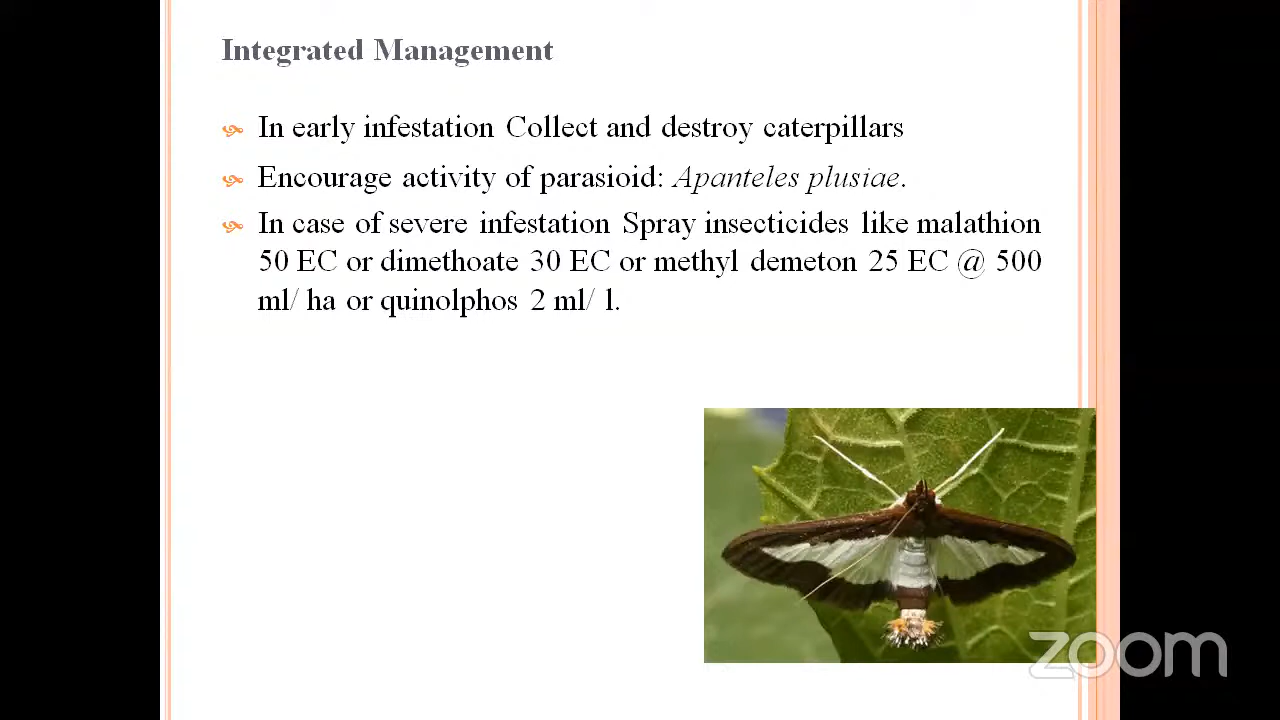 Integrated Management
In early infestation Collect and destroy caterpillars
Encourage activity of parasioid: Apanteles plusiae.
In case of severe infestation Spray insecticides like malathion
50 EC or dimethoate 30 EC or methyl demeton 25 EC @ 500
ml/ ha or quinolphos 2 ml/ l.
zoom